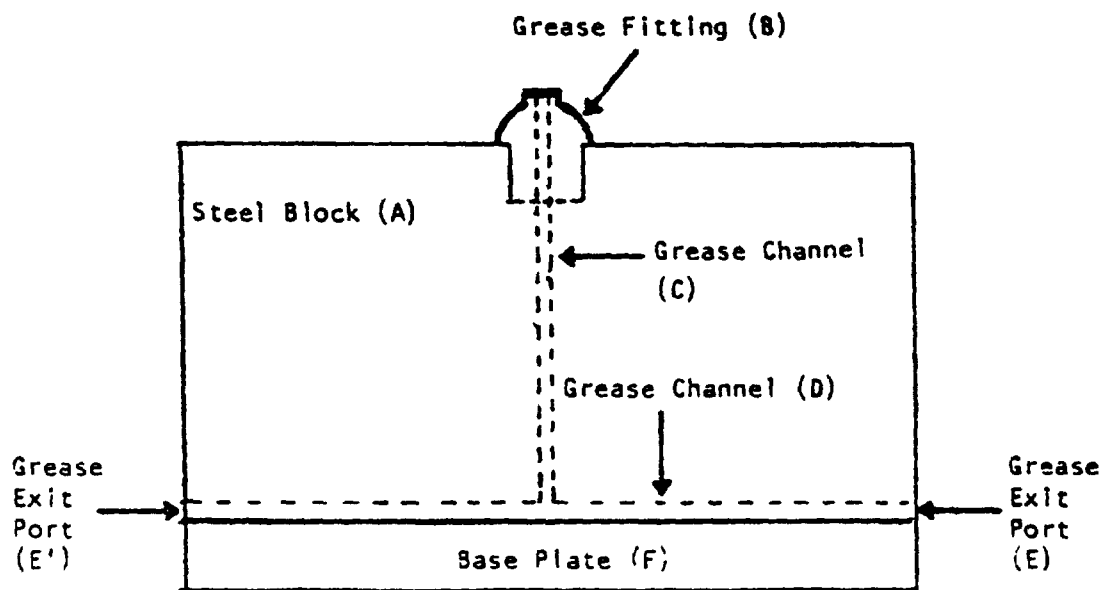 Grease Fitting (B)
Steel Block (A)
Grease Channel
(C)
Grease Channel (D)
Grease
Exit
Port
(E')
Grease
Exit
Port
(E)
Base Plate (F)